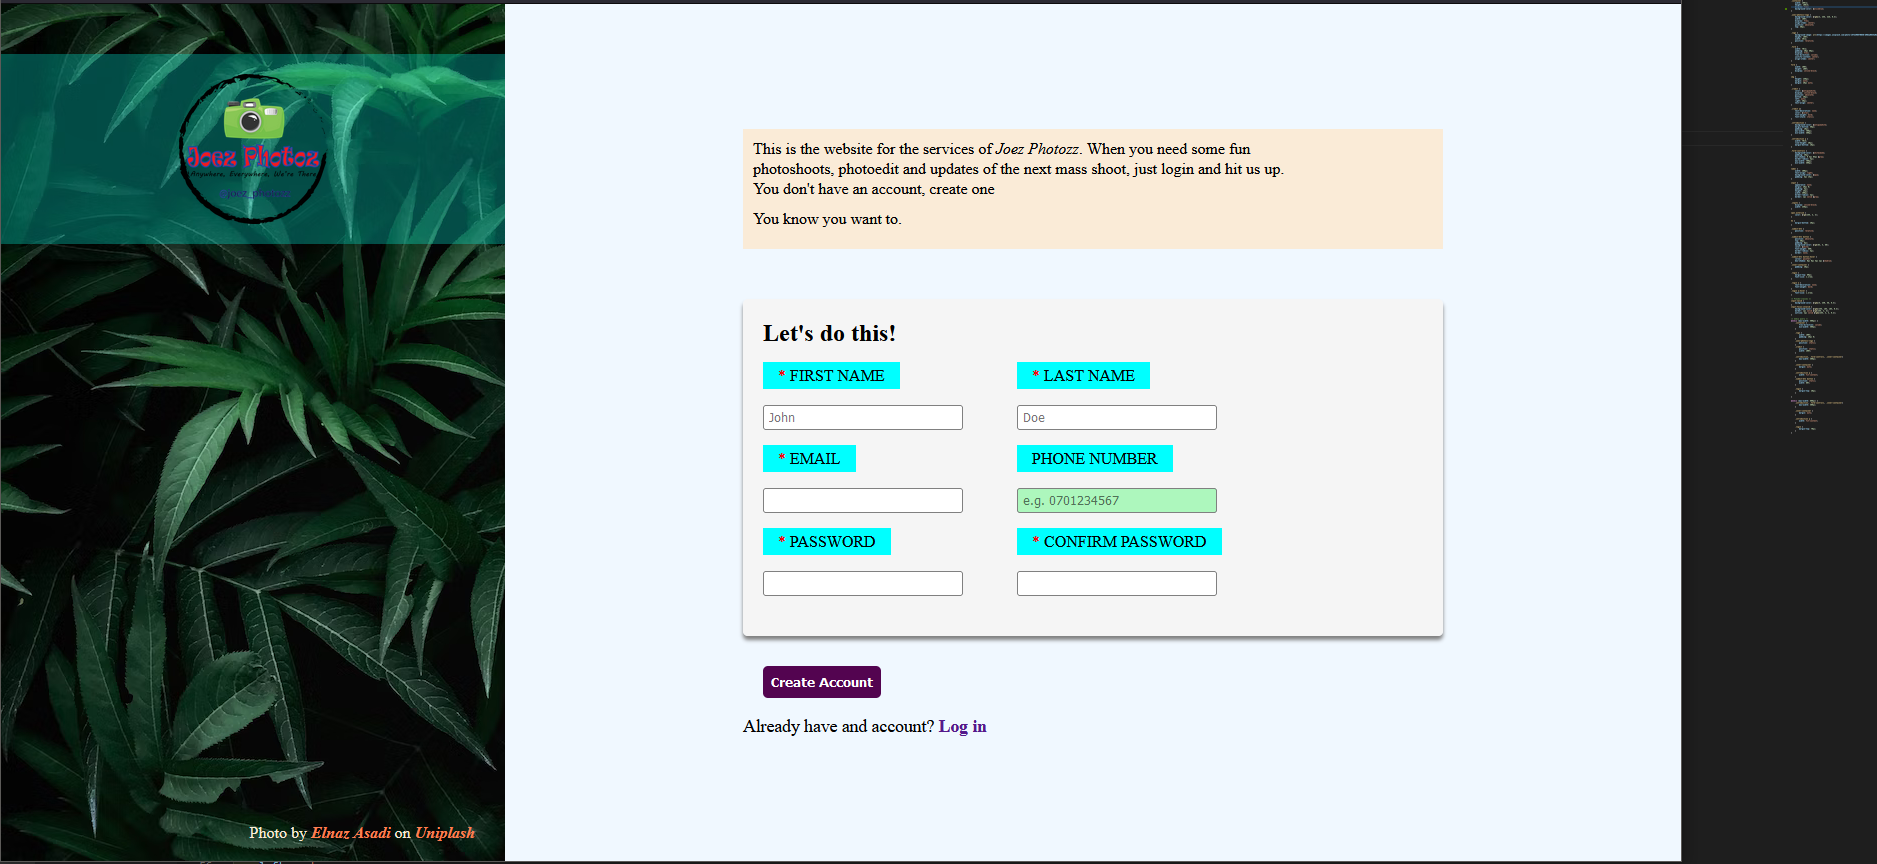 Joez Photoz
Anywhere, Everywhere, We're There
@joez_photozz
This is the website for the services of Joez Photozz. When you need some fun
photoshoots, photoedit and updates of the next mass shoot, just login and hit us up.
You don't have an account, create one
You know you want to.
Let's do this!
* FIRST NAME
* LAST NAME
John
Doe
* EMAIL
PHONE NUMBER
e.g. 0701234567
* PASSWORD
* CONFIRM PASSWORD
Create Account
Already have and account? Log in
Photo by Elnaz Asadi on Uniplash